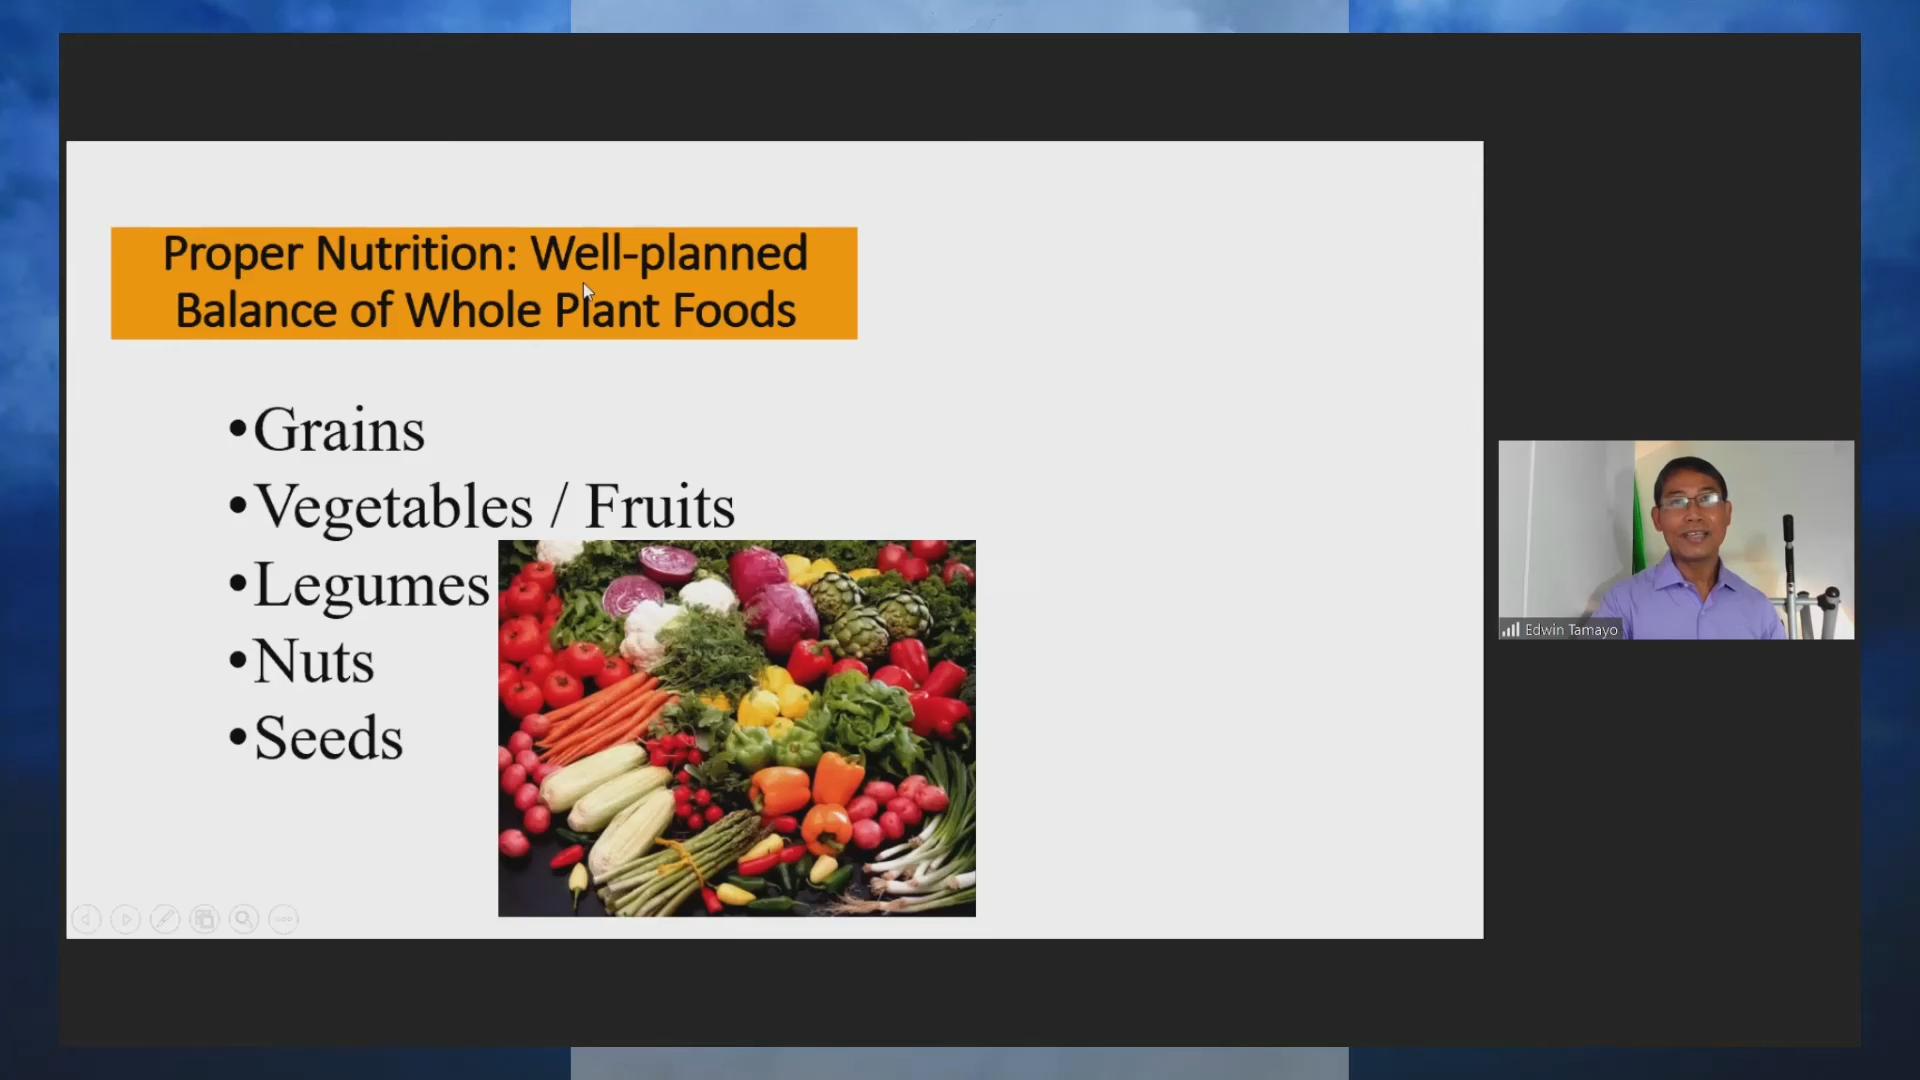 Proper Nutrition: Well-planned
Balance of Whole Plant Foods
•Grains
•Vegetables / Fruits
•Legumes
•Nuts
•Seeds
Edwin Tamayo